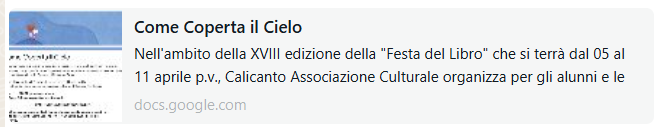 Come Coperta il Cielo
Nell'ambito della XVIII edizione della "Festa del Libro" che si terrà dal 05 al
11 aprile p.v., Calicanto Associazione Culturale organizza per gli alunni e le
docs.google.com